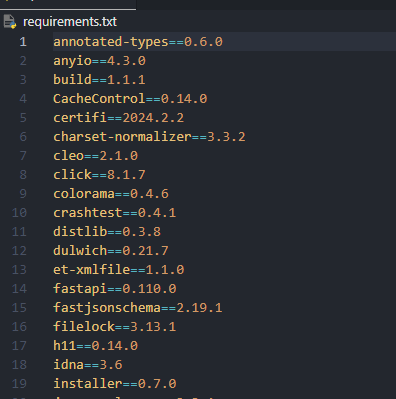 requirements.txt
1 annotated-types==0.6.0
2 anyio==4.3.0
3 build==1.1.1
4 CacheControl==0.14.0
5 certifi==2024.2.2
6 charset-normalizer==3.3.2
7 cleo==2.1.0
8 click==8.1.7
9 colorama==0.4.6
10 crashtest==0.4.1
11 distlib==0.3.8
12 dulwich==0.21.7
13 et-xmlfile==1.1.0
14 fastapi==0.110.0
15 fastjsonschema==2.19.1
16 filelock==3.13.1
17 h11==0.14.0
18 idna==3.6
19 installer==0.7.0